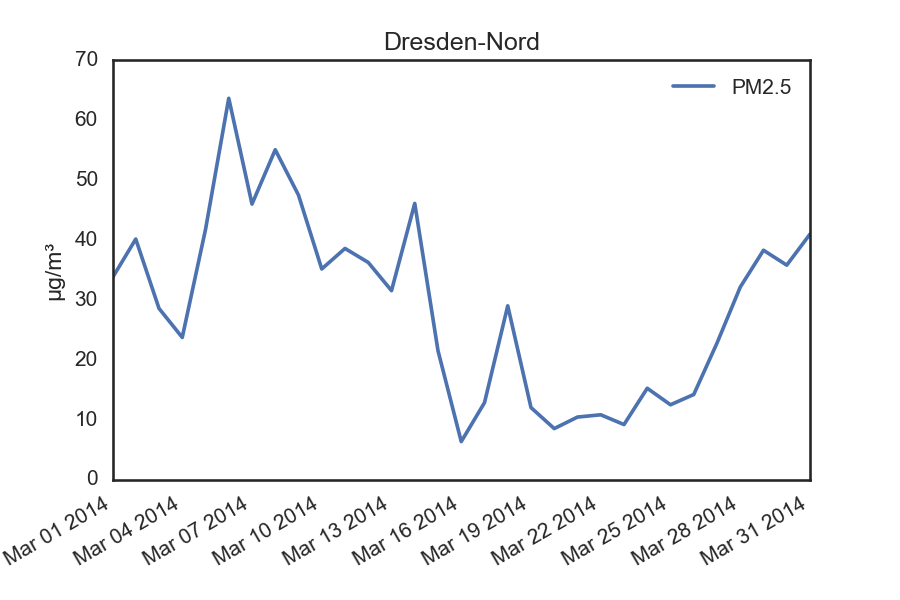 Dresden-Nord
70
60
50
40
30
20
10
0
µg/m³
PM2.5
Mar 01 2014
Mar 04 2014
Mar 07 2014
Mar 10 2014
Mar 13 2014
Mar 16 2014
Mar 19 2014
Mar 22 2014
Mar 25 2014
Mar 28 2014
Mar 31 2014